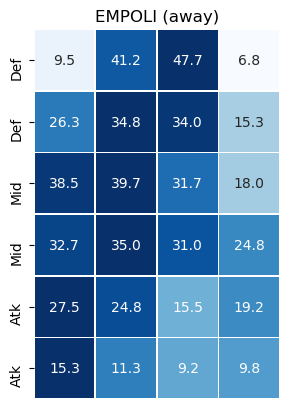 EMPOLI (away)
Def 9.5 41.2 47.7 6.8
Def 26.3 34.8 34.0 15.3
Mid 38.5 39.7 31.7 18.0
Mid 32.7 35.0 31.0 24.8
Atk 27.5 24.8 15.5 19.2
Atk 15.3 11.3 9.2 9.8